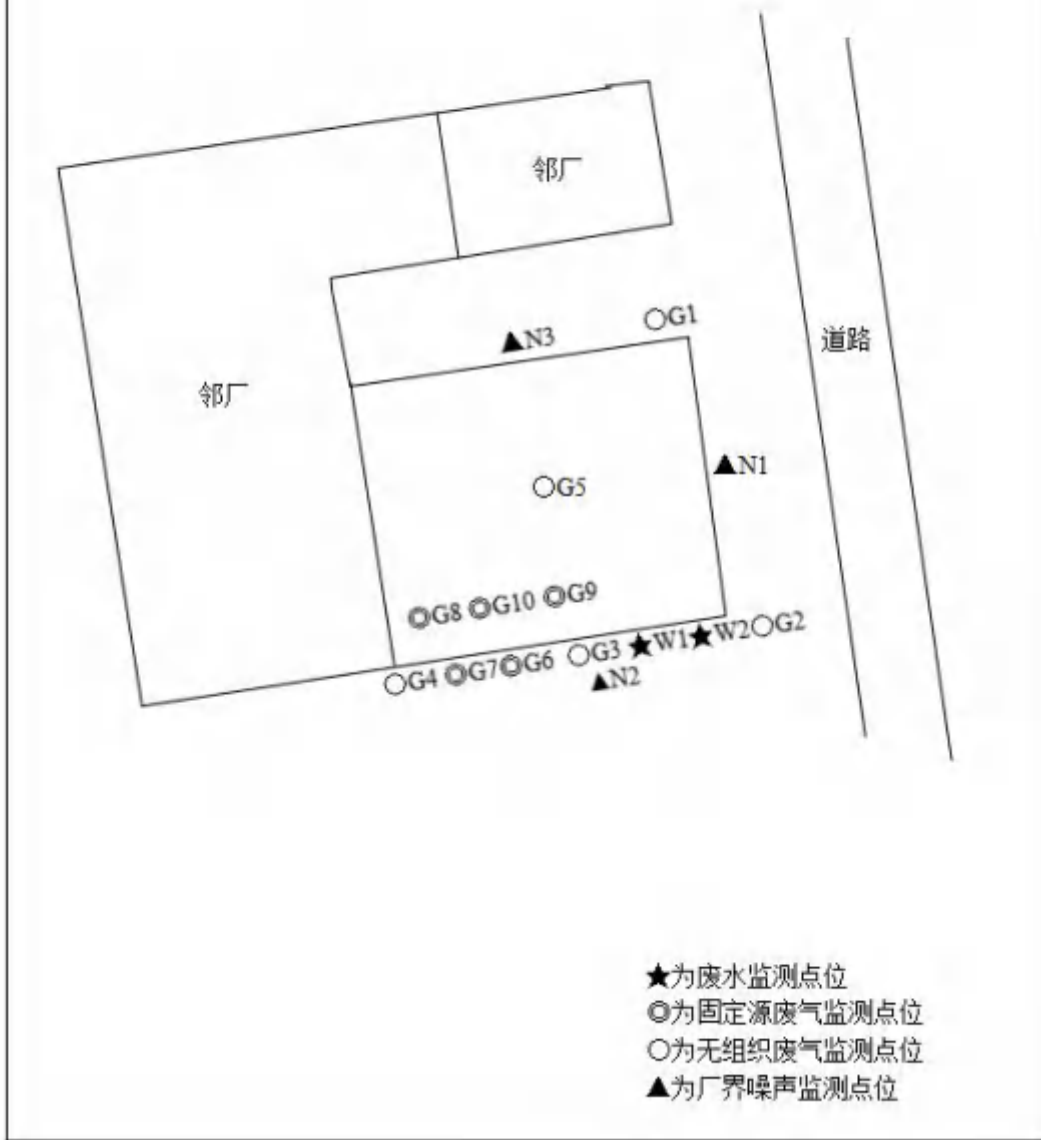 邻厂
○G1
▲N3
道路
邻厂
▲N1
○G5
◎G8 ◎G10 ◎G9
○G4 ◎G7 ◎G6 ○G3 ★W1 ★W2 ○G2
▲N2
★为废水监测点位
◎为固定源废气监测点位
○为无组织废气监测点位
▲为厂界噪声监测点位